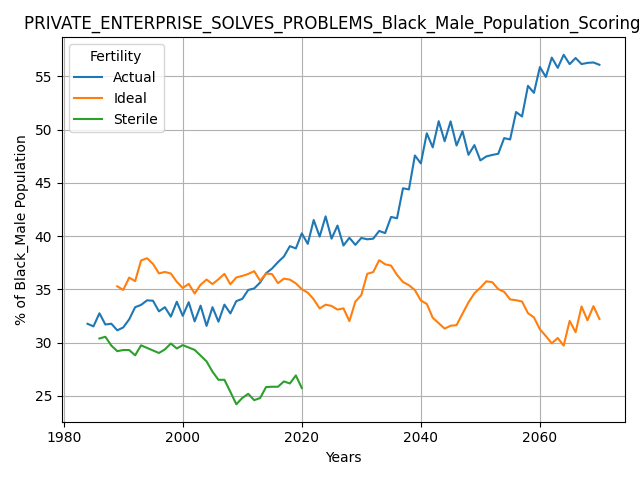 PRIVATE_ENTERPRISE_SOLVES_PROBLEMS_Black_Male_Population_Scoring
Fertility
Actual
Ideal
Sterile
% of Black_Male Population
55
50
45
40
35
30
25
1980
2000
2020
2040
2060
Years